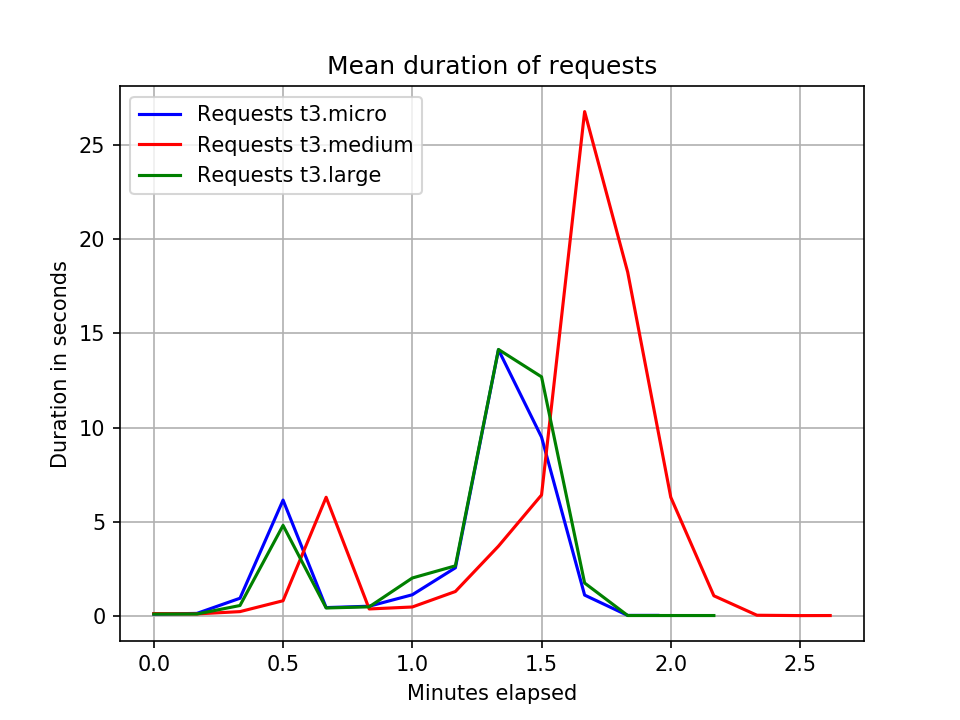 Mean duration of requests
Requests t3.micro
Requests t3.medium
Requests t3.large
Duration in seconds
25
20
15
10
5
0
0.0 0.5 1.0 1.5 2.0 2.5
Minutes elapsed